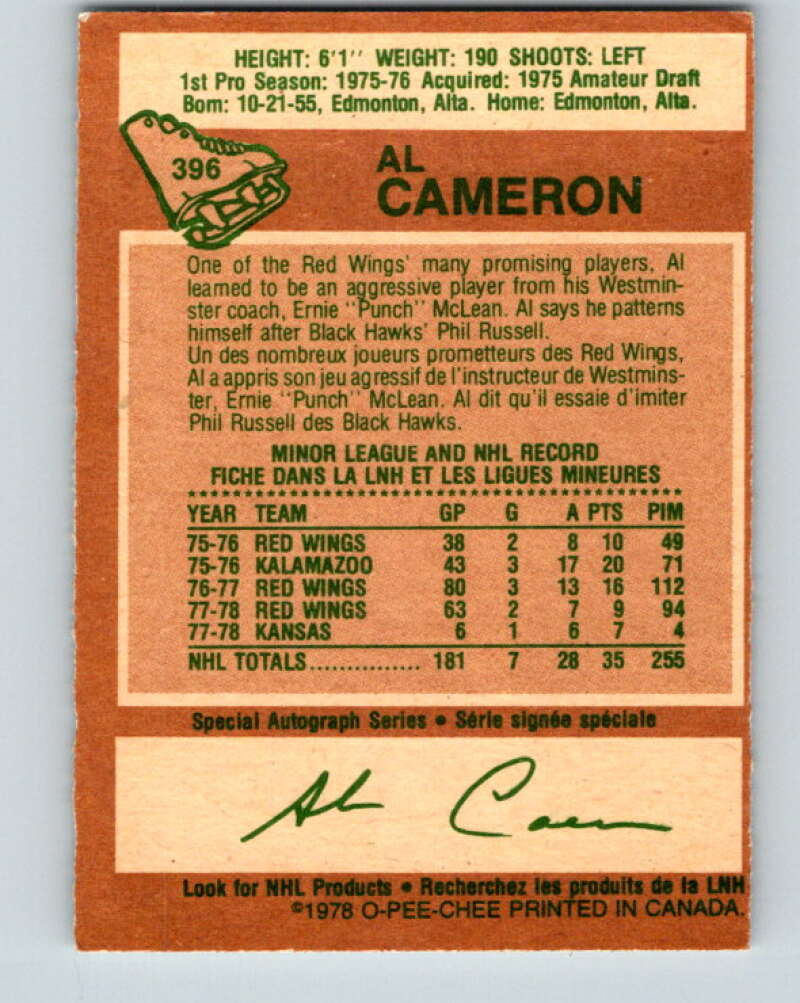 HEIGHT: 6'1'' WEIGHT: 190 SHOOTS: LEFT
1st Pro Season: 1975-76 Acquired: 1975 Amateur Draft
Born: 10-21-55, Edmonton, Alta. Home: Edmonton, Alta.
396
AL
CAMERON
One of the Red Wings' many promising players, Al
learned to be an aggressive player from his Westmin-
ster coach, Ernie ''Punch'' McLean. Al says he patterns
himself after Black Hawks' Phil Russell.
Un des nombreux joueurs prometteurs des Red Wings,
Al a appris son jeu agressif de l'instructeur de Westmins-
ter, Ernie ''Punch'' McLean. Al dit qu'il essaie d'imiter
Phil Russell des Black Hawks.
MINOR LEAGUE AND NHL RECORD
FICHE DANS LA LNH ET LES LIGUES MINEURES
YEAR TEAM GP G A PTS PIM
75-76 RED WINGS 38 2 8 10 49
75-76 KALAMAZOO 43 3 17 20 71
76-77 RED WINGS 80 3 13 16 112
77-78 RED WINGS 63 2 7 9 94
77-78 KANSAS 6 1 6 7 4
NHL TOTALS............... 181 7 28 35 255
Special Autograph Series • Série signée spéciale
Al Cameron
Look for NHL Products • Recherchez les produits de la LNH
©1978 O-PEE-CHEE PRINTED IN CANADA.